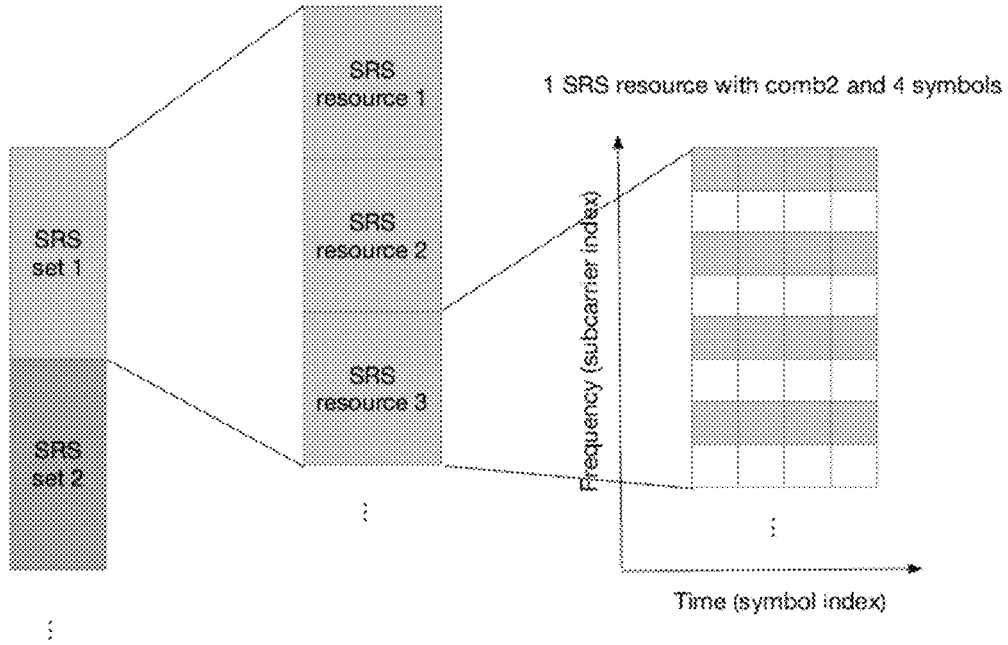 SRS
resource 1
1 SRS resource with comb2 and 4 symbols
SRS
set 1
SRS
resource 2
SRS
resource 3
SRS
set 2
Frequency (subcarrier index)
Time (symbol index)